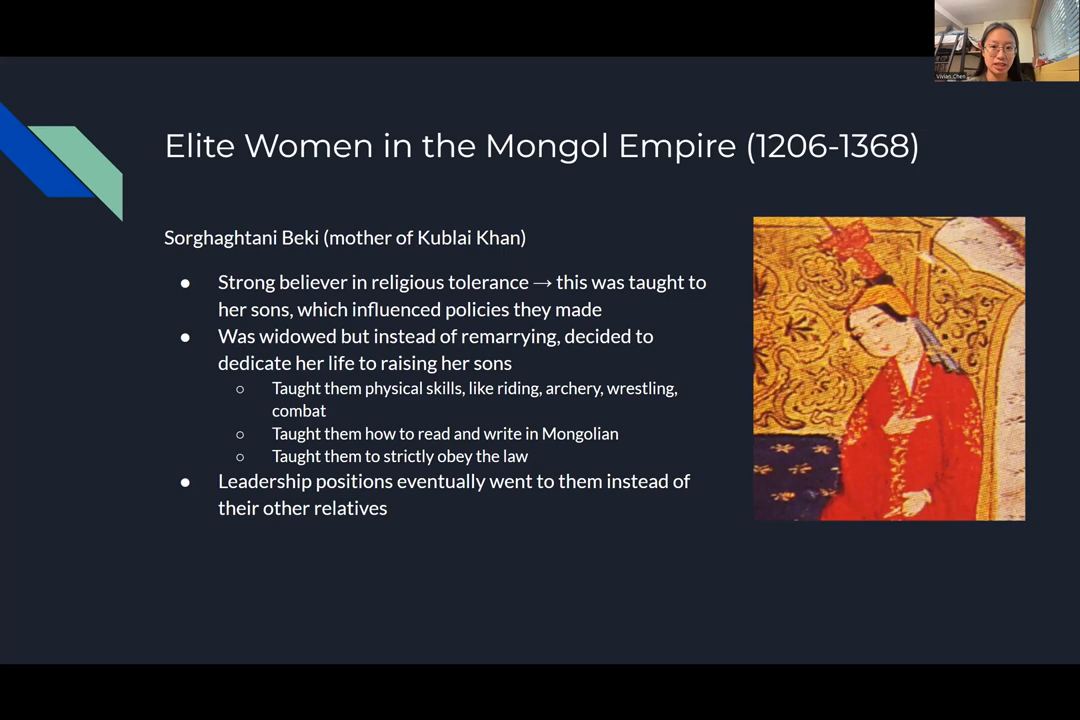 Vivian Chen
Elite Women in the Mongol Empire (1206-1368)
Sorghaghtani Beki (mother of Kublai Khan)
● Strong believer in religious tolerance → this was taught to
her sons, which influenced policies they made
● Was widowed but instead of remarrying, decided to
dedicate her life to raising her sons
○ Taught them physical skills, like riding, archery, wrestling,
combat
○ Taught them how to read and write in Mongolian
○ Taught them to strictly obey the law
● Leadership positions eventually went to them instead of
their other relatives